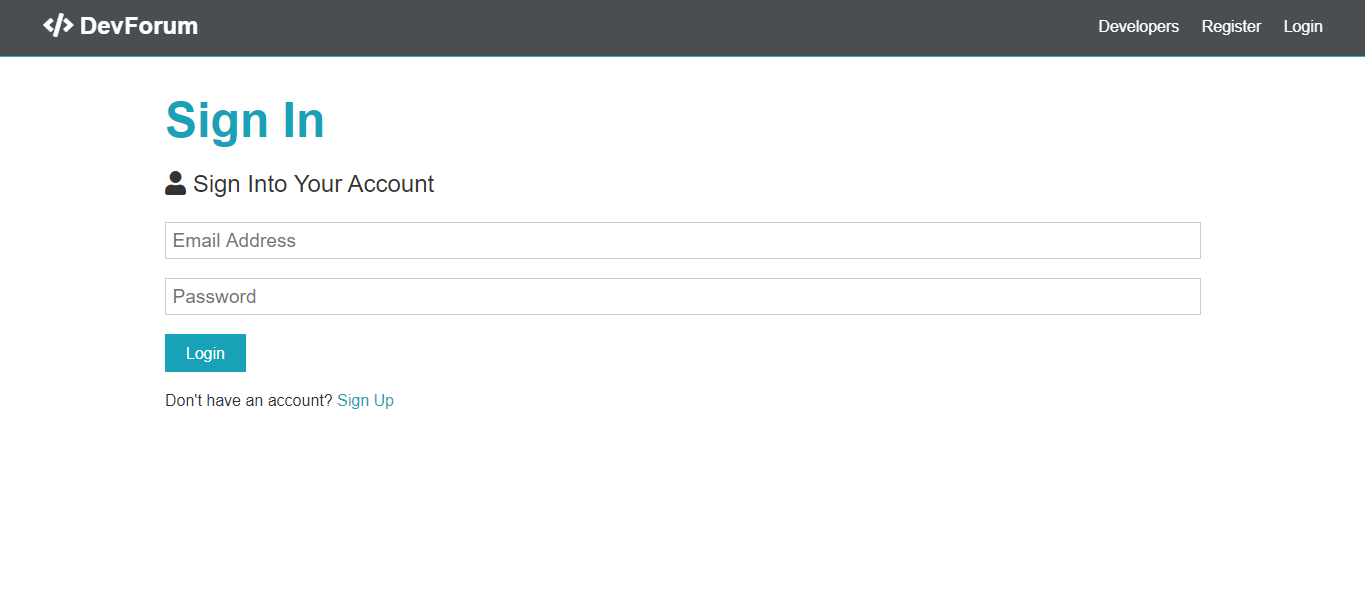 DevForum
Developers Register Login
Sign In
Sign Into Your Account
Email Address
Password
Login
Don't have an account? Sign Up